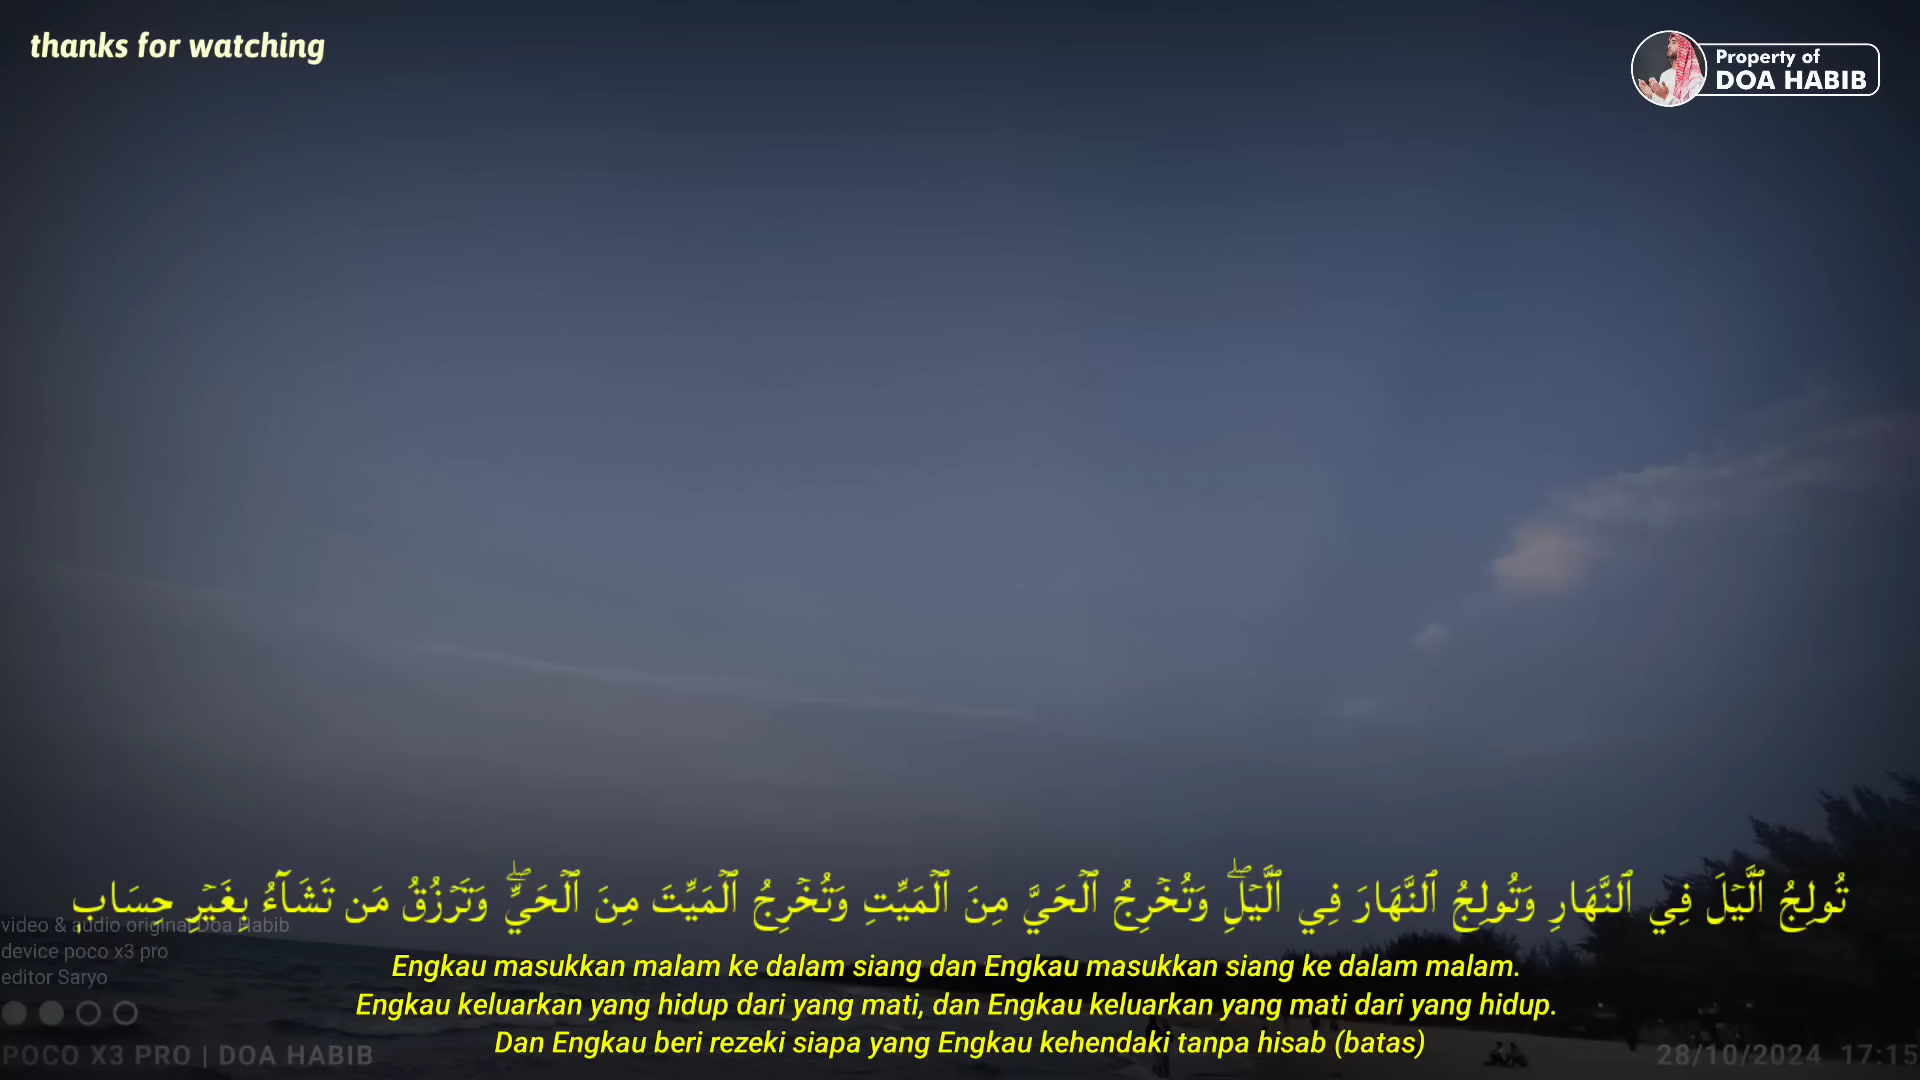 thanks for watching
Property of
DOA HABIB
تُولِجُ ٱلَّيۡلَ فِي ٱلنَّهَارِ وَتُولِجُ ٱلنَّهَارَ فِي ٱلَّيۡلِۖ وَتُخۡرِجُ ٱلۡحَيَّ مِنَ ٱلۡمَيِّتِ وَتُخۡرِجُ ٱلۡمَيِّتَ مِنَ ٱلۡحَيِّۖ وَتَرۡزُقُ مَن تَشَآءُ بِغَيۡرِ حِسَابٖ
video & audio original Doa Habib
device poco x3 pro
editor Saryo
Engkau masukkan malam ke dalam siang dan Engkau masukkan siang ke dalam malam.
Engkau keluarkan yang hidup dari yang mati, dan Engkau keluarkan yang mati dari yang hidup.
Dan Engkau beri rezeki siapa yang Engkau kehendaki tanpa hisab (batas)
POCO X3 PRO | DOA HABIB
28/10/2024 17:15